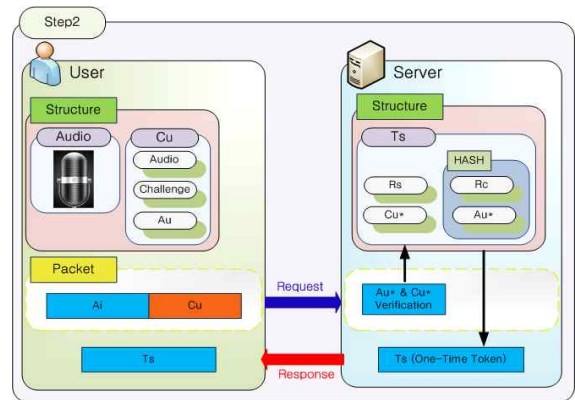 Step2
User
Structure
Audio
Cu
Audio
Challenge
Au
Packet
Ai
Cu
Ts
Request
Response
Server
Structure
Ts
HASH
Rs
Rc
Cu*
Au*
Au* & Cu*
Verification
Ts (One-Time Token)